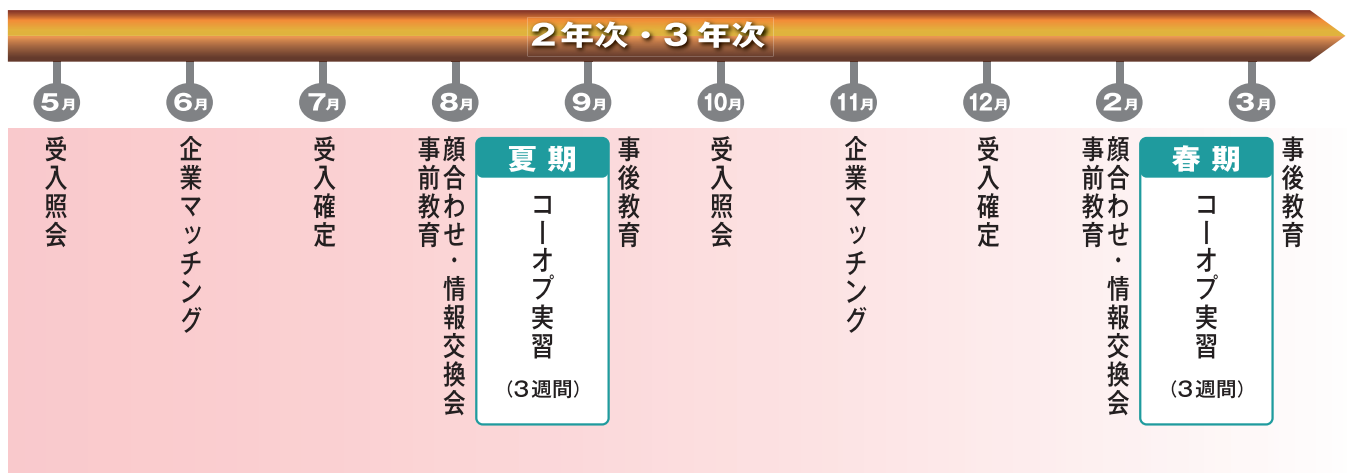 2年次・3年次
5月
6月
7月
8月
9月
10月
11月
12月
2月
3月
受入照会
企業マッチング
受入確定
顔合わせ・情報交換会
事前教育
夏期
コーオプ実習
（3週間）
事後教育
受入照会
企業マッチング
受入確定
顔合わせ・情報交換会
事前教育
春期
コーオプ実習
（3週間）
事後教育